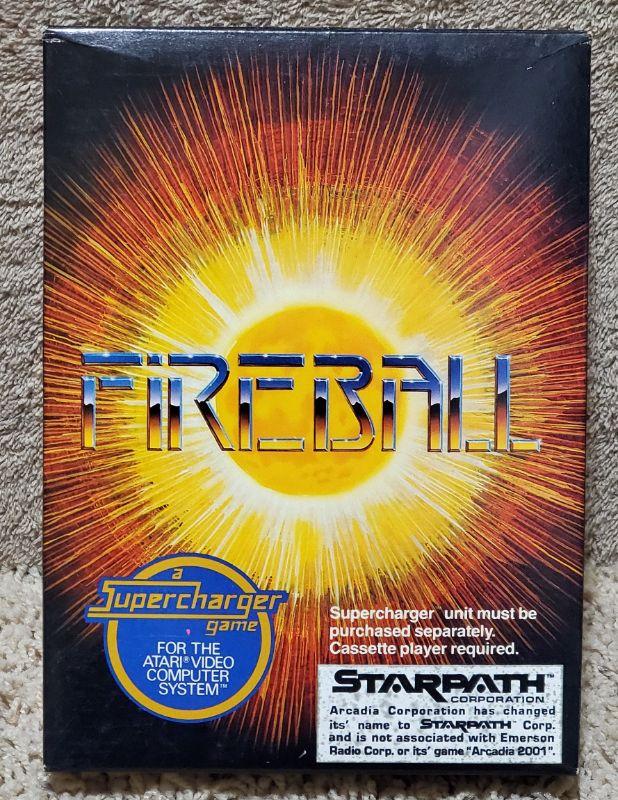 FIREBALL
a
Supercharger
game
FOR THE
ATARI® VIDEO
COMPUTER
SYSTEM™
Supercharger™ unit must be
purchased separately.
Cassette player required.
STARPATH™
CORPORATION
Arcadia Corporation has changed
its' name to STARPATH™ Corp.
and is not associated with Emerson
Radio Corp. or its' game "Arcadia 2001".